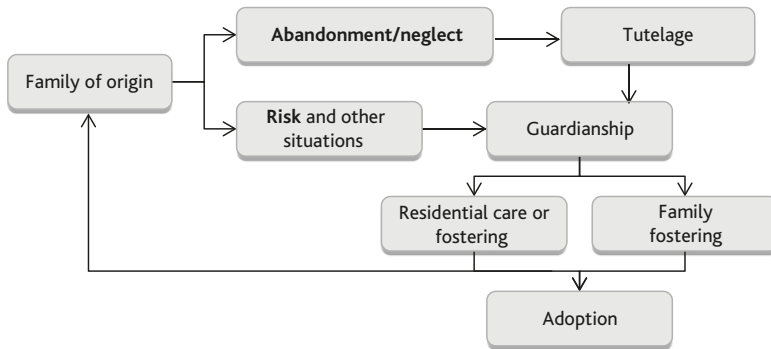 Abandonment/neglect
Tutelage
Family of origin
Risk and other
situations
Guardianship
Residential care or
fostering
Family
fostering
Adoption